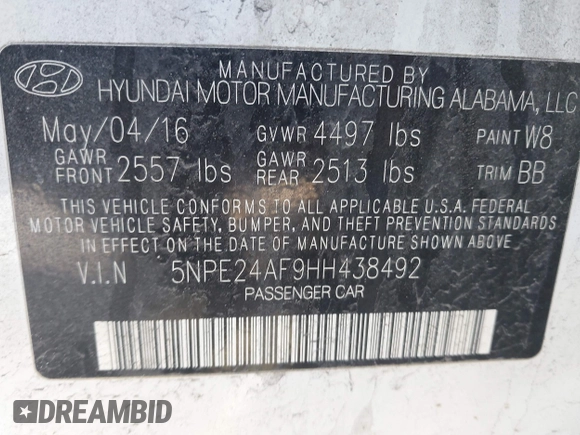 MANUFACTURED BY
HYUNDAI MOTOR MANUFACTURING ALABAMA, LLC
May/04/16 GVWR 4497 lbs PAINT W8
GAWR FRONT 2557 lbs GAWR REAR 2513 lbs TRIM BB
THIS VEHICLE CONFORMS TO ALL APPLICABLE U.S.A. FEDERAL
MOTOR VEHICLE SAFETY, BUMPER, AND THEFT PREVENTION STANDARDS
IN EFFECT ON THE DATE OF MANUFACTURE SHOWN ABOVE.
V.I.N 5NPE24AF9HH438492
PASSENGER CAR
DREAMBID